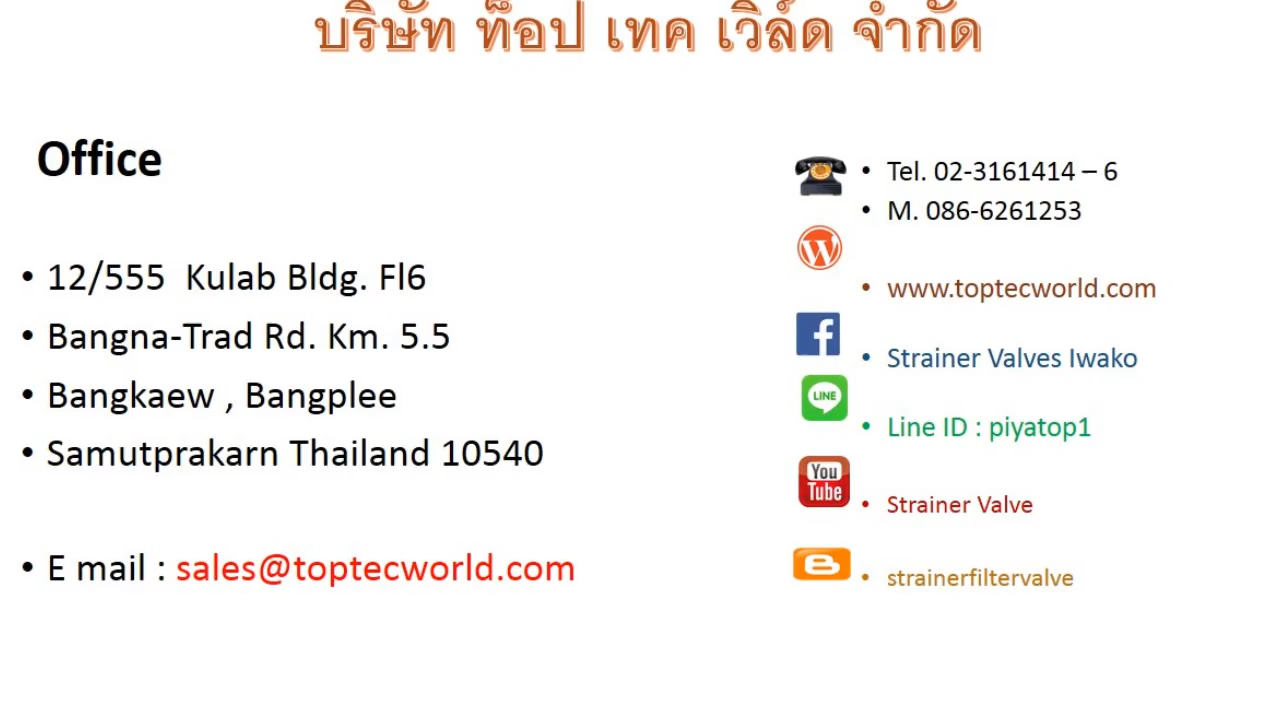 บริษัท ท็อป เทค เวิล์ด จำกัด
Office
• 12/555 Kulab Bldg. Fl6
• Bangna-Trad Rd. Km. 5.5
• Bangkaew , Bangplee
• Samutprakarn Thailand 10540
• E mail : sales@toptecworld.com
• Tel. 02-3161414 – 6
• M. 086-6261253
W
• www.toptecworld.com
f
• Strainer Valves Iwako
LINE
• Line ID : piyatop1
You
Tube
• Strainer Valve
B
• strainerfiltervalve